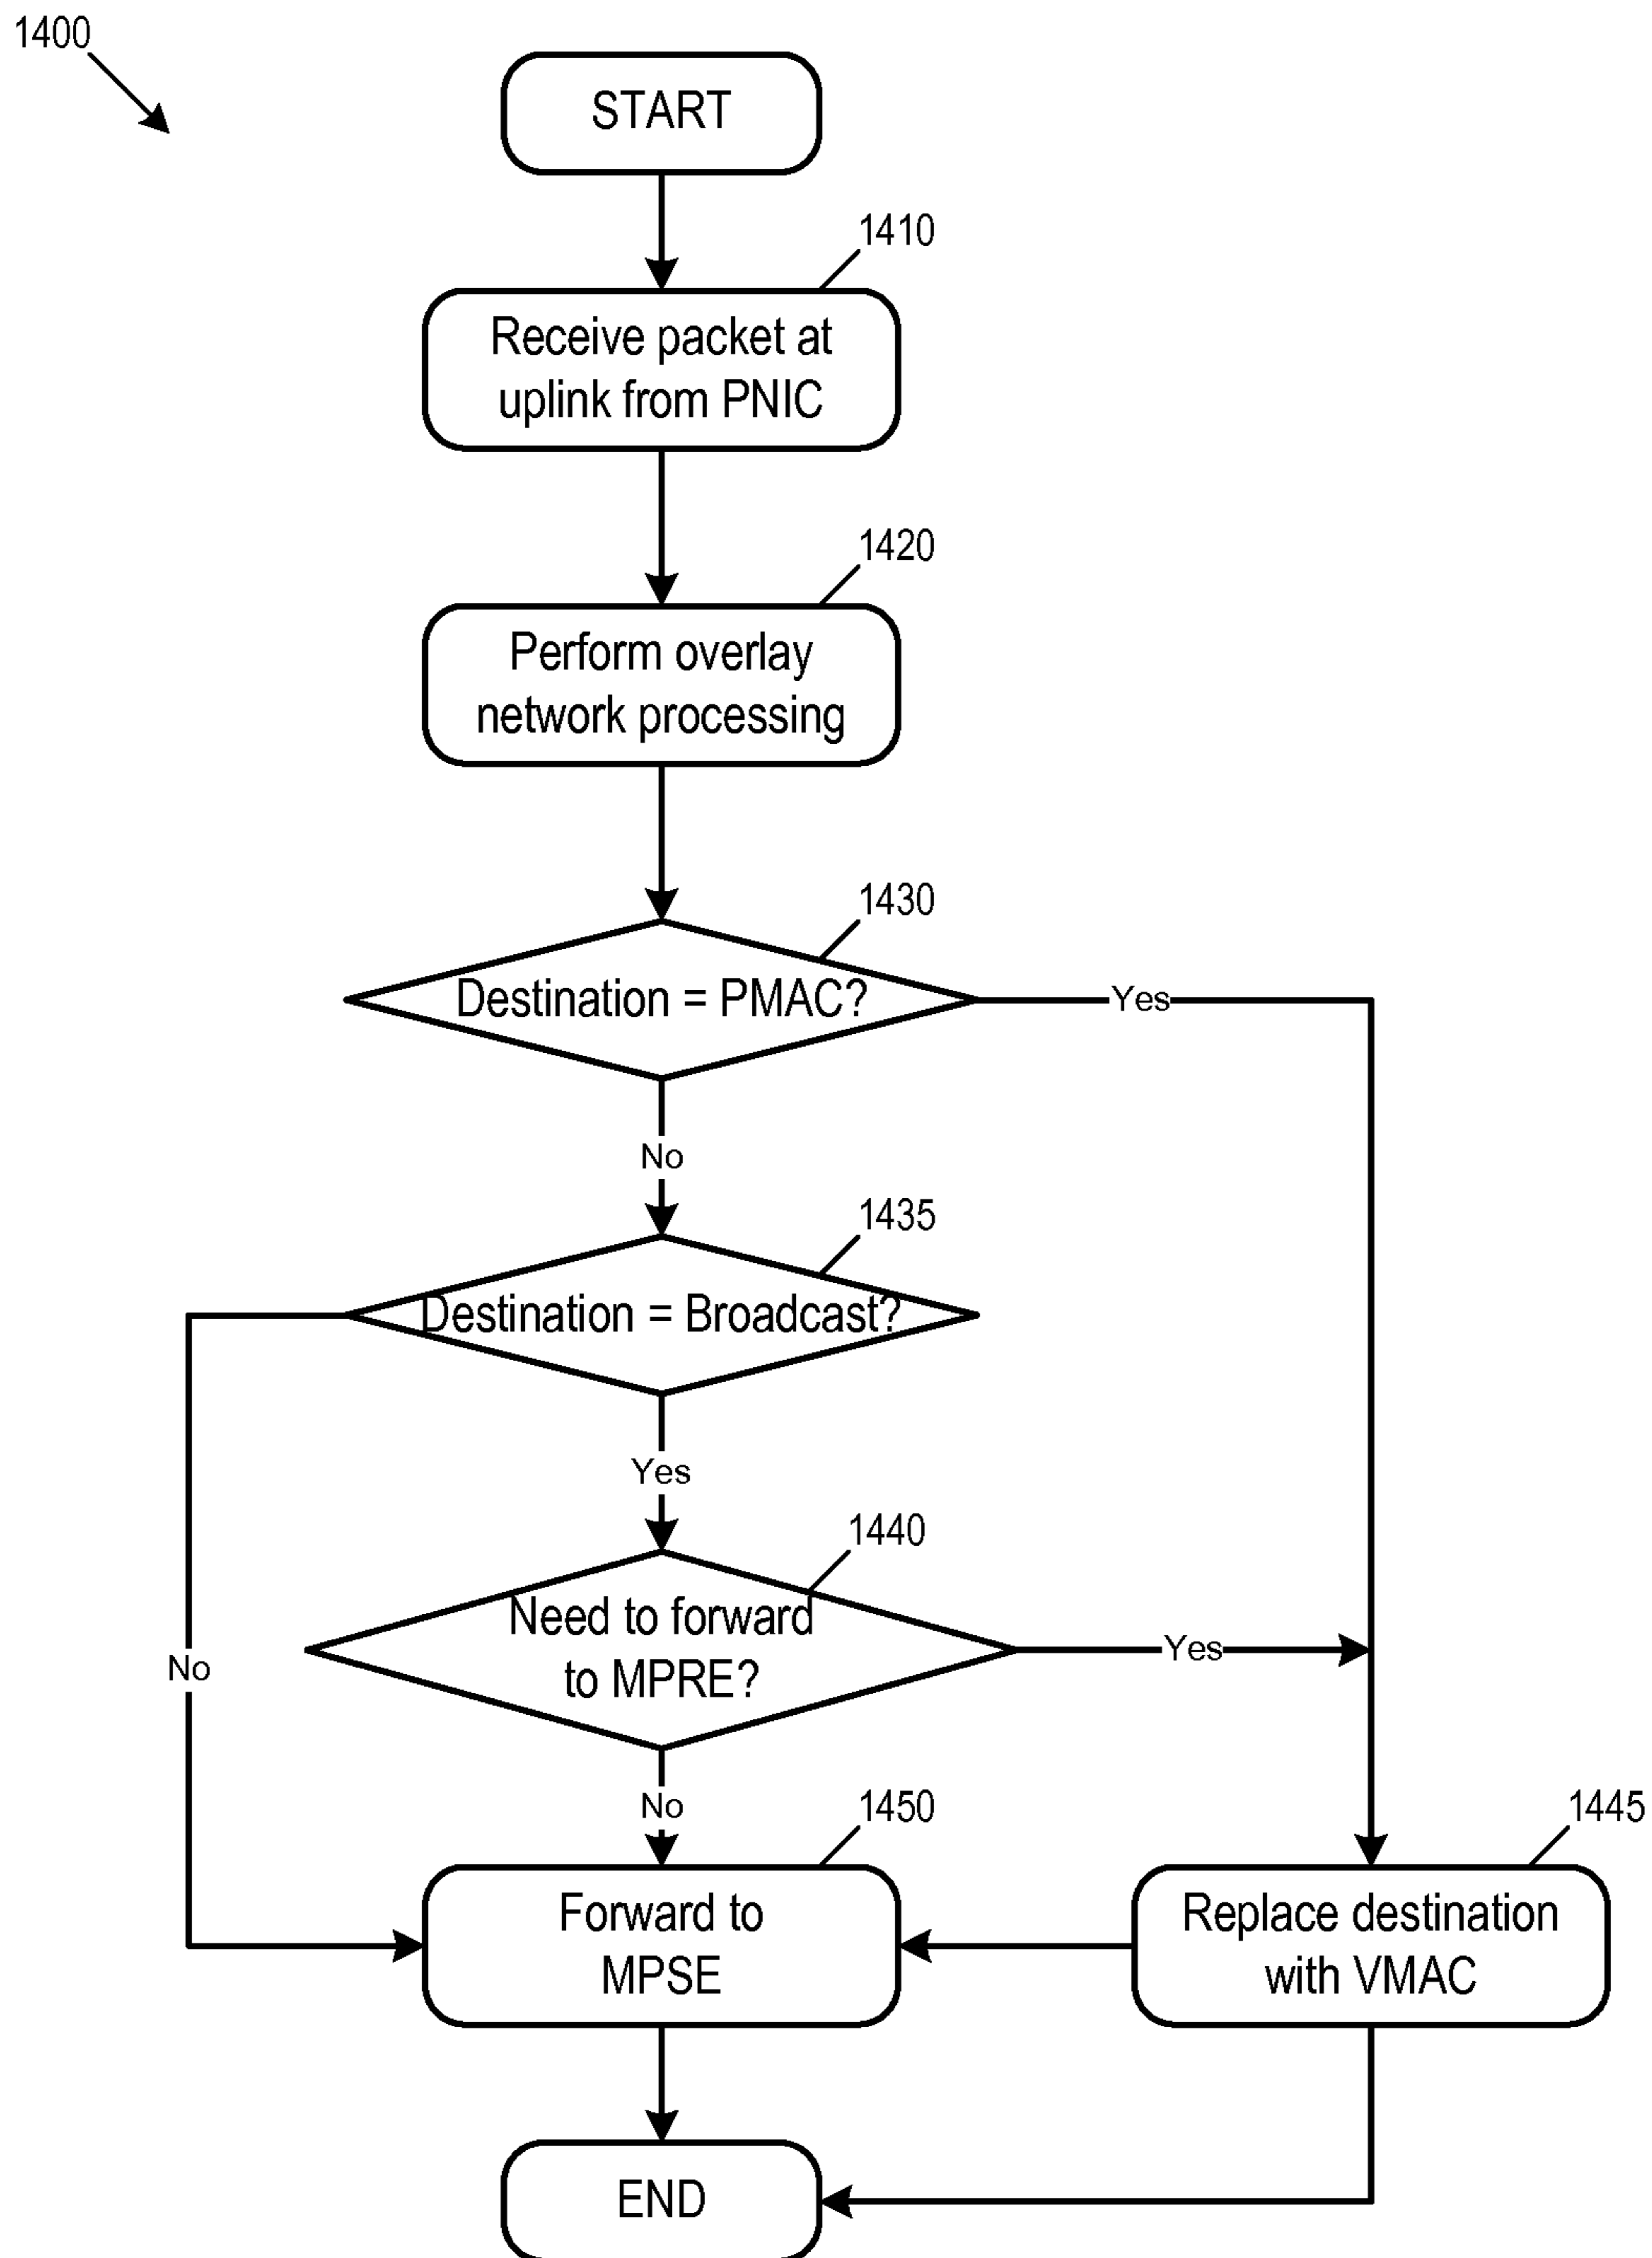 1400
START
1410
Receive packet at
uplink from PNIC
1420
Perform overlay
network processing
1430
Destination = PMAC?
Yes
No
1435
Destination = Broadcast?
Yes
1440
Need to forward
to MPRE?
Yes
No
No
1450
1445
Forward to
MPSE
Replace destination
with VMAC
END